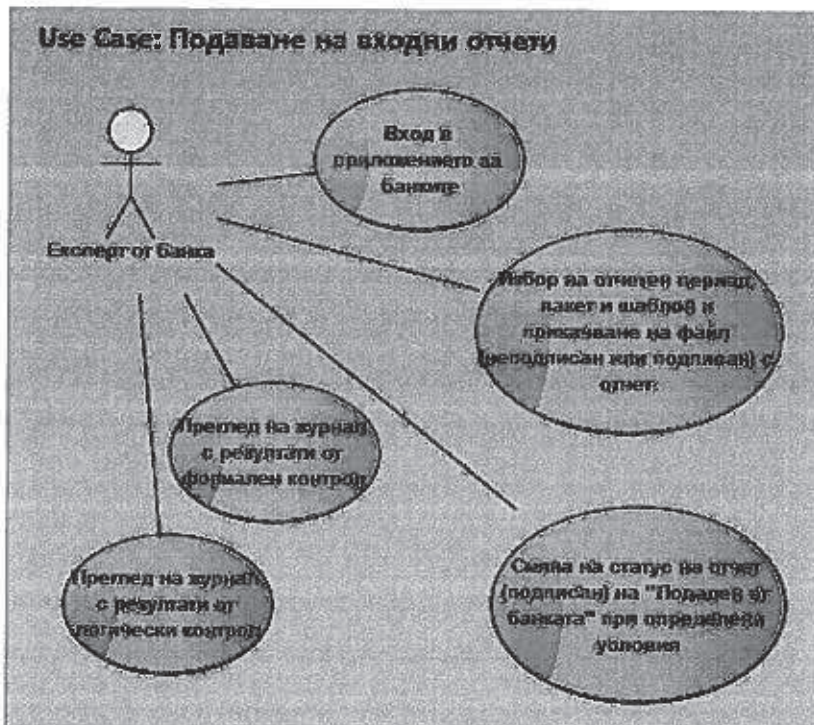 Use Case: Подаване на входни отчети
Вход в
приложението за
банките
Експерт от Банка
Избор на отчетен период,
пакет и шаблон и
прикачване на файл
(неподписан или подписан) с
отчет
Преглед на журнал
с резултати от
формален контрол
Смяна на статус на отчет
(подписан) на "Подаден от
банката" при определени
условия
Преглед на журнал
с резултати от
логически контрол